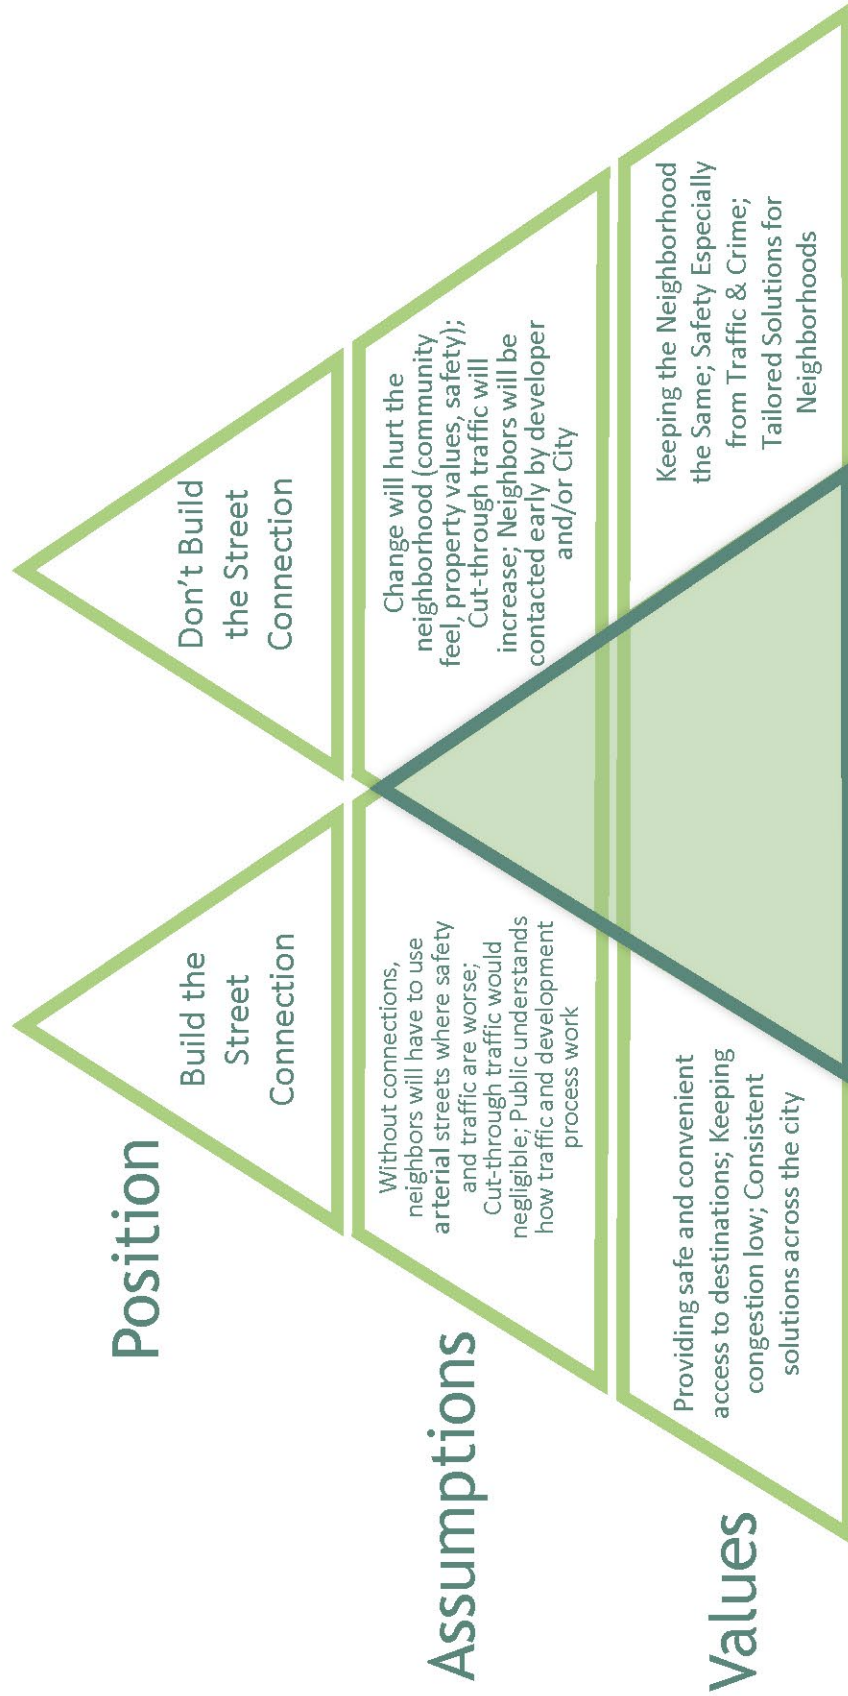 Position
Build the
Street
Connection
Don't Build
the Street
Connection
Assumptions
Without connections,
neighbors will have to use
arterial streets where safety
and traffic are worse;
Cut-through traffic would
negligible; Public understands
how traffic and development
process work
Change will hurt the
neighborhood (community
feel, property values, safety);
Cut-through traffic will
increase; Neighbors will be
contacted early by developer
and/or City
Values
Providing safe and convenient
access to destinations; Keeping
congestion low; Consistent
solutions across the city
Keeping the Neighborhood
the Same; Safety Especially
from Traffic & Crime;
Tailored Solutions for
Neighborhoods